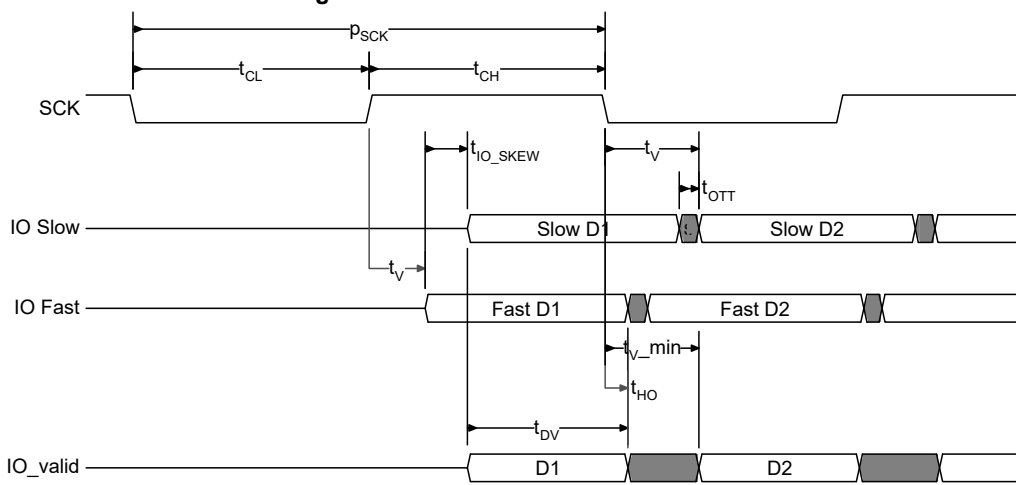 pSCK
tCL
tCH
SCK
tIO_SKEW
tV
tOTT
IO Slow
Slow D1
Slow D2
tV
IO Fast
Fast D1
Fast D2
tV_min
tHO
tDV
IO_valid
D1
D2